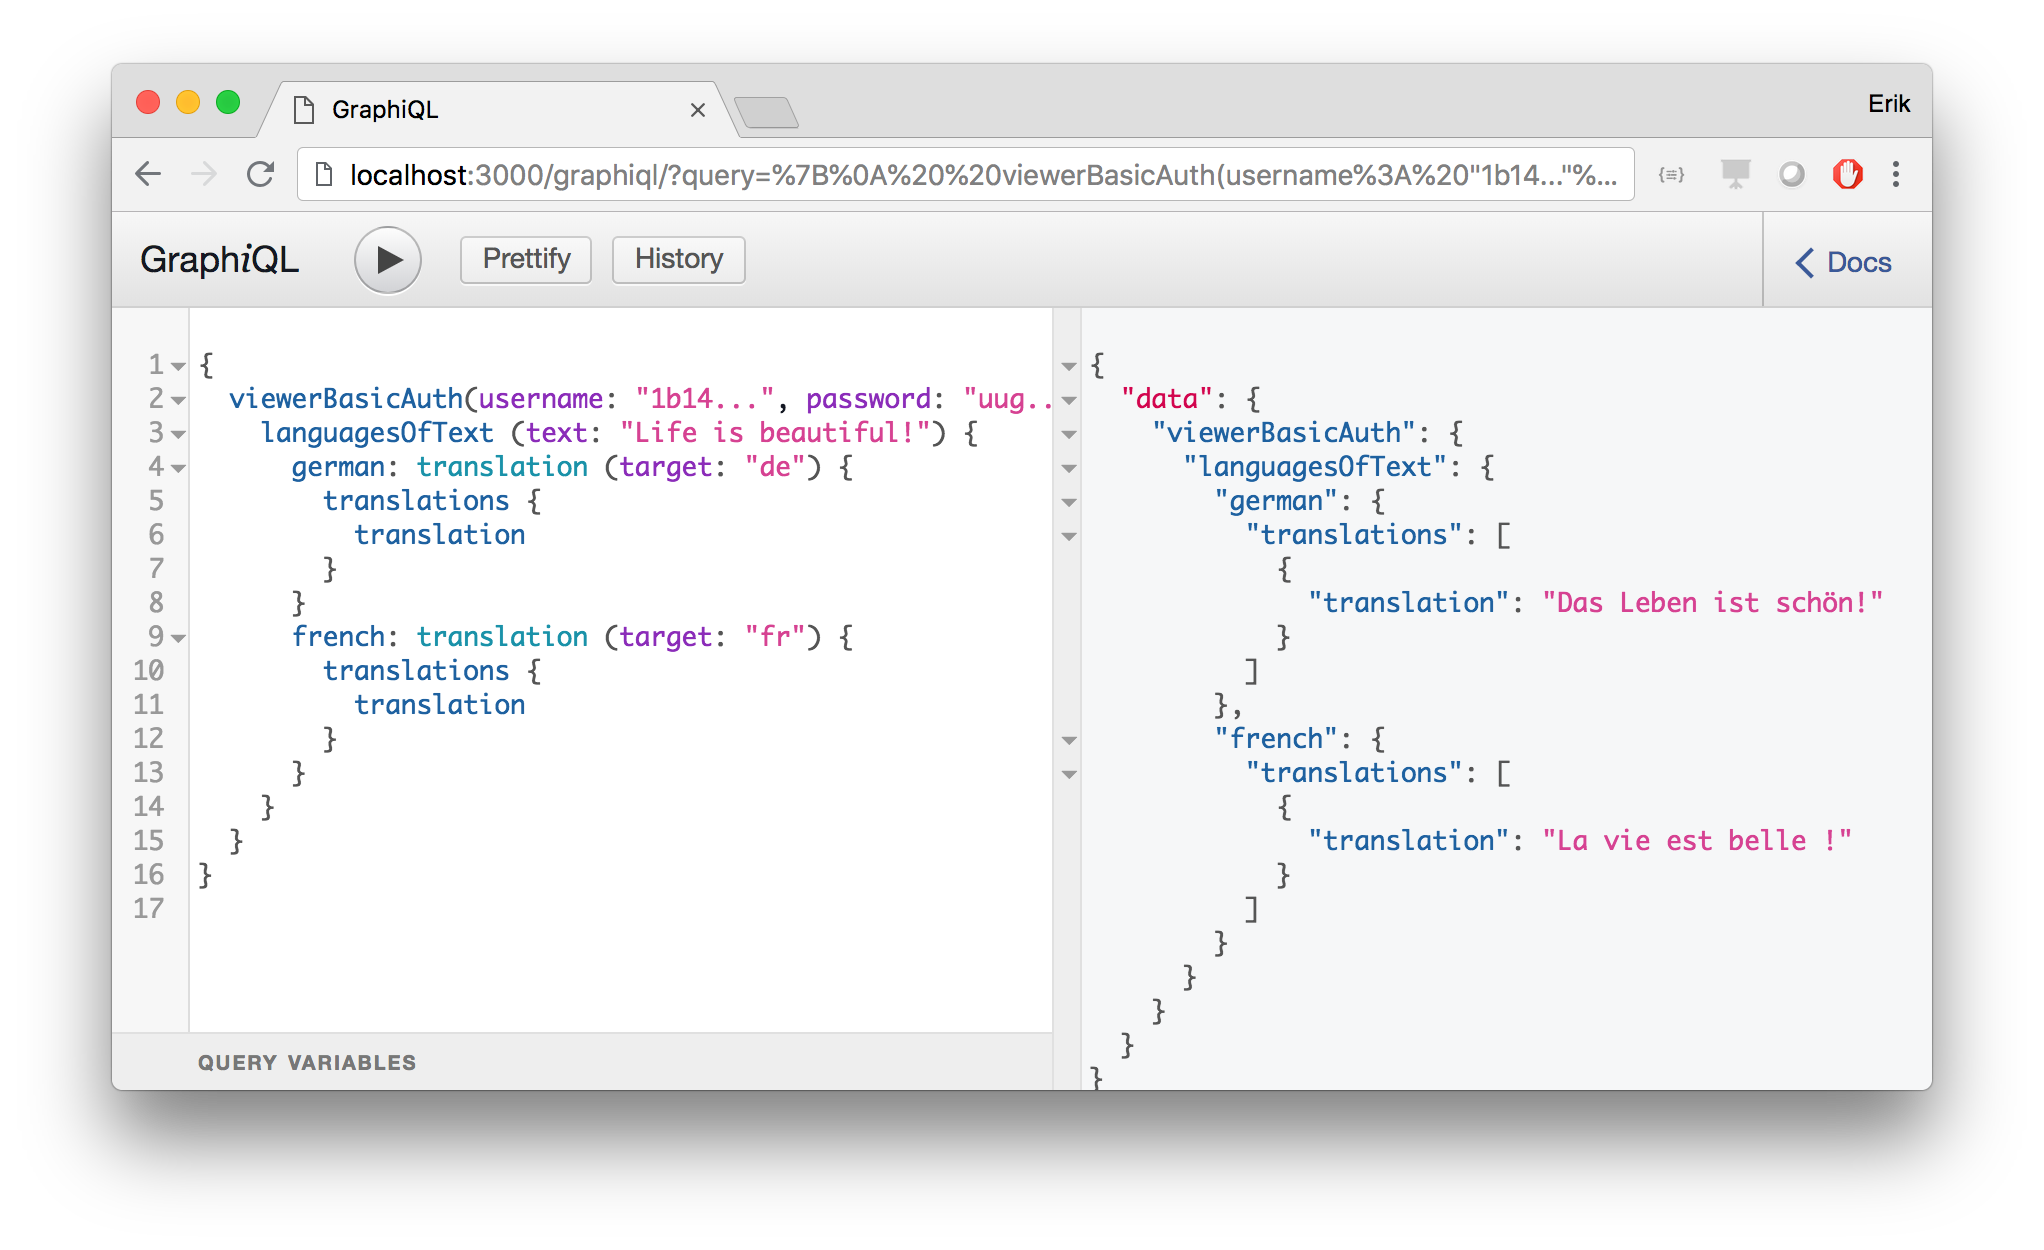 GraphiQL
Erik
localhost:3000/graphiql/?query=%7B%0A%20%20viewerBasicAuth(username%3A%20"1b14..."%...
GraphiQL
Prettify
History
Docs
1 {
2 viewerBasicAuth(username: "1b14...", password: "uug..
3 languagesOfText (text: "Life is beautiful!") {
4 german: translation (target: "de") {
5 translations {
6 translation
7 }
8 }
9 french: translation (target: "fr") {
10 translations {
11 translation
12 }
13 }
14 }
15 }
16 }
17
QUERY VARIABLES
{
"data": {
"viewerBasicAuth": {
"languagesOfText": {
"german": {
"translations": [
{
"translation": "Das Leben ist schön!"
}
]
},
"french": {
"translations": [
{
"translation": "La vie est belle !"
}
]
}
}
}
}
}